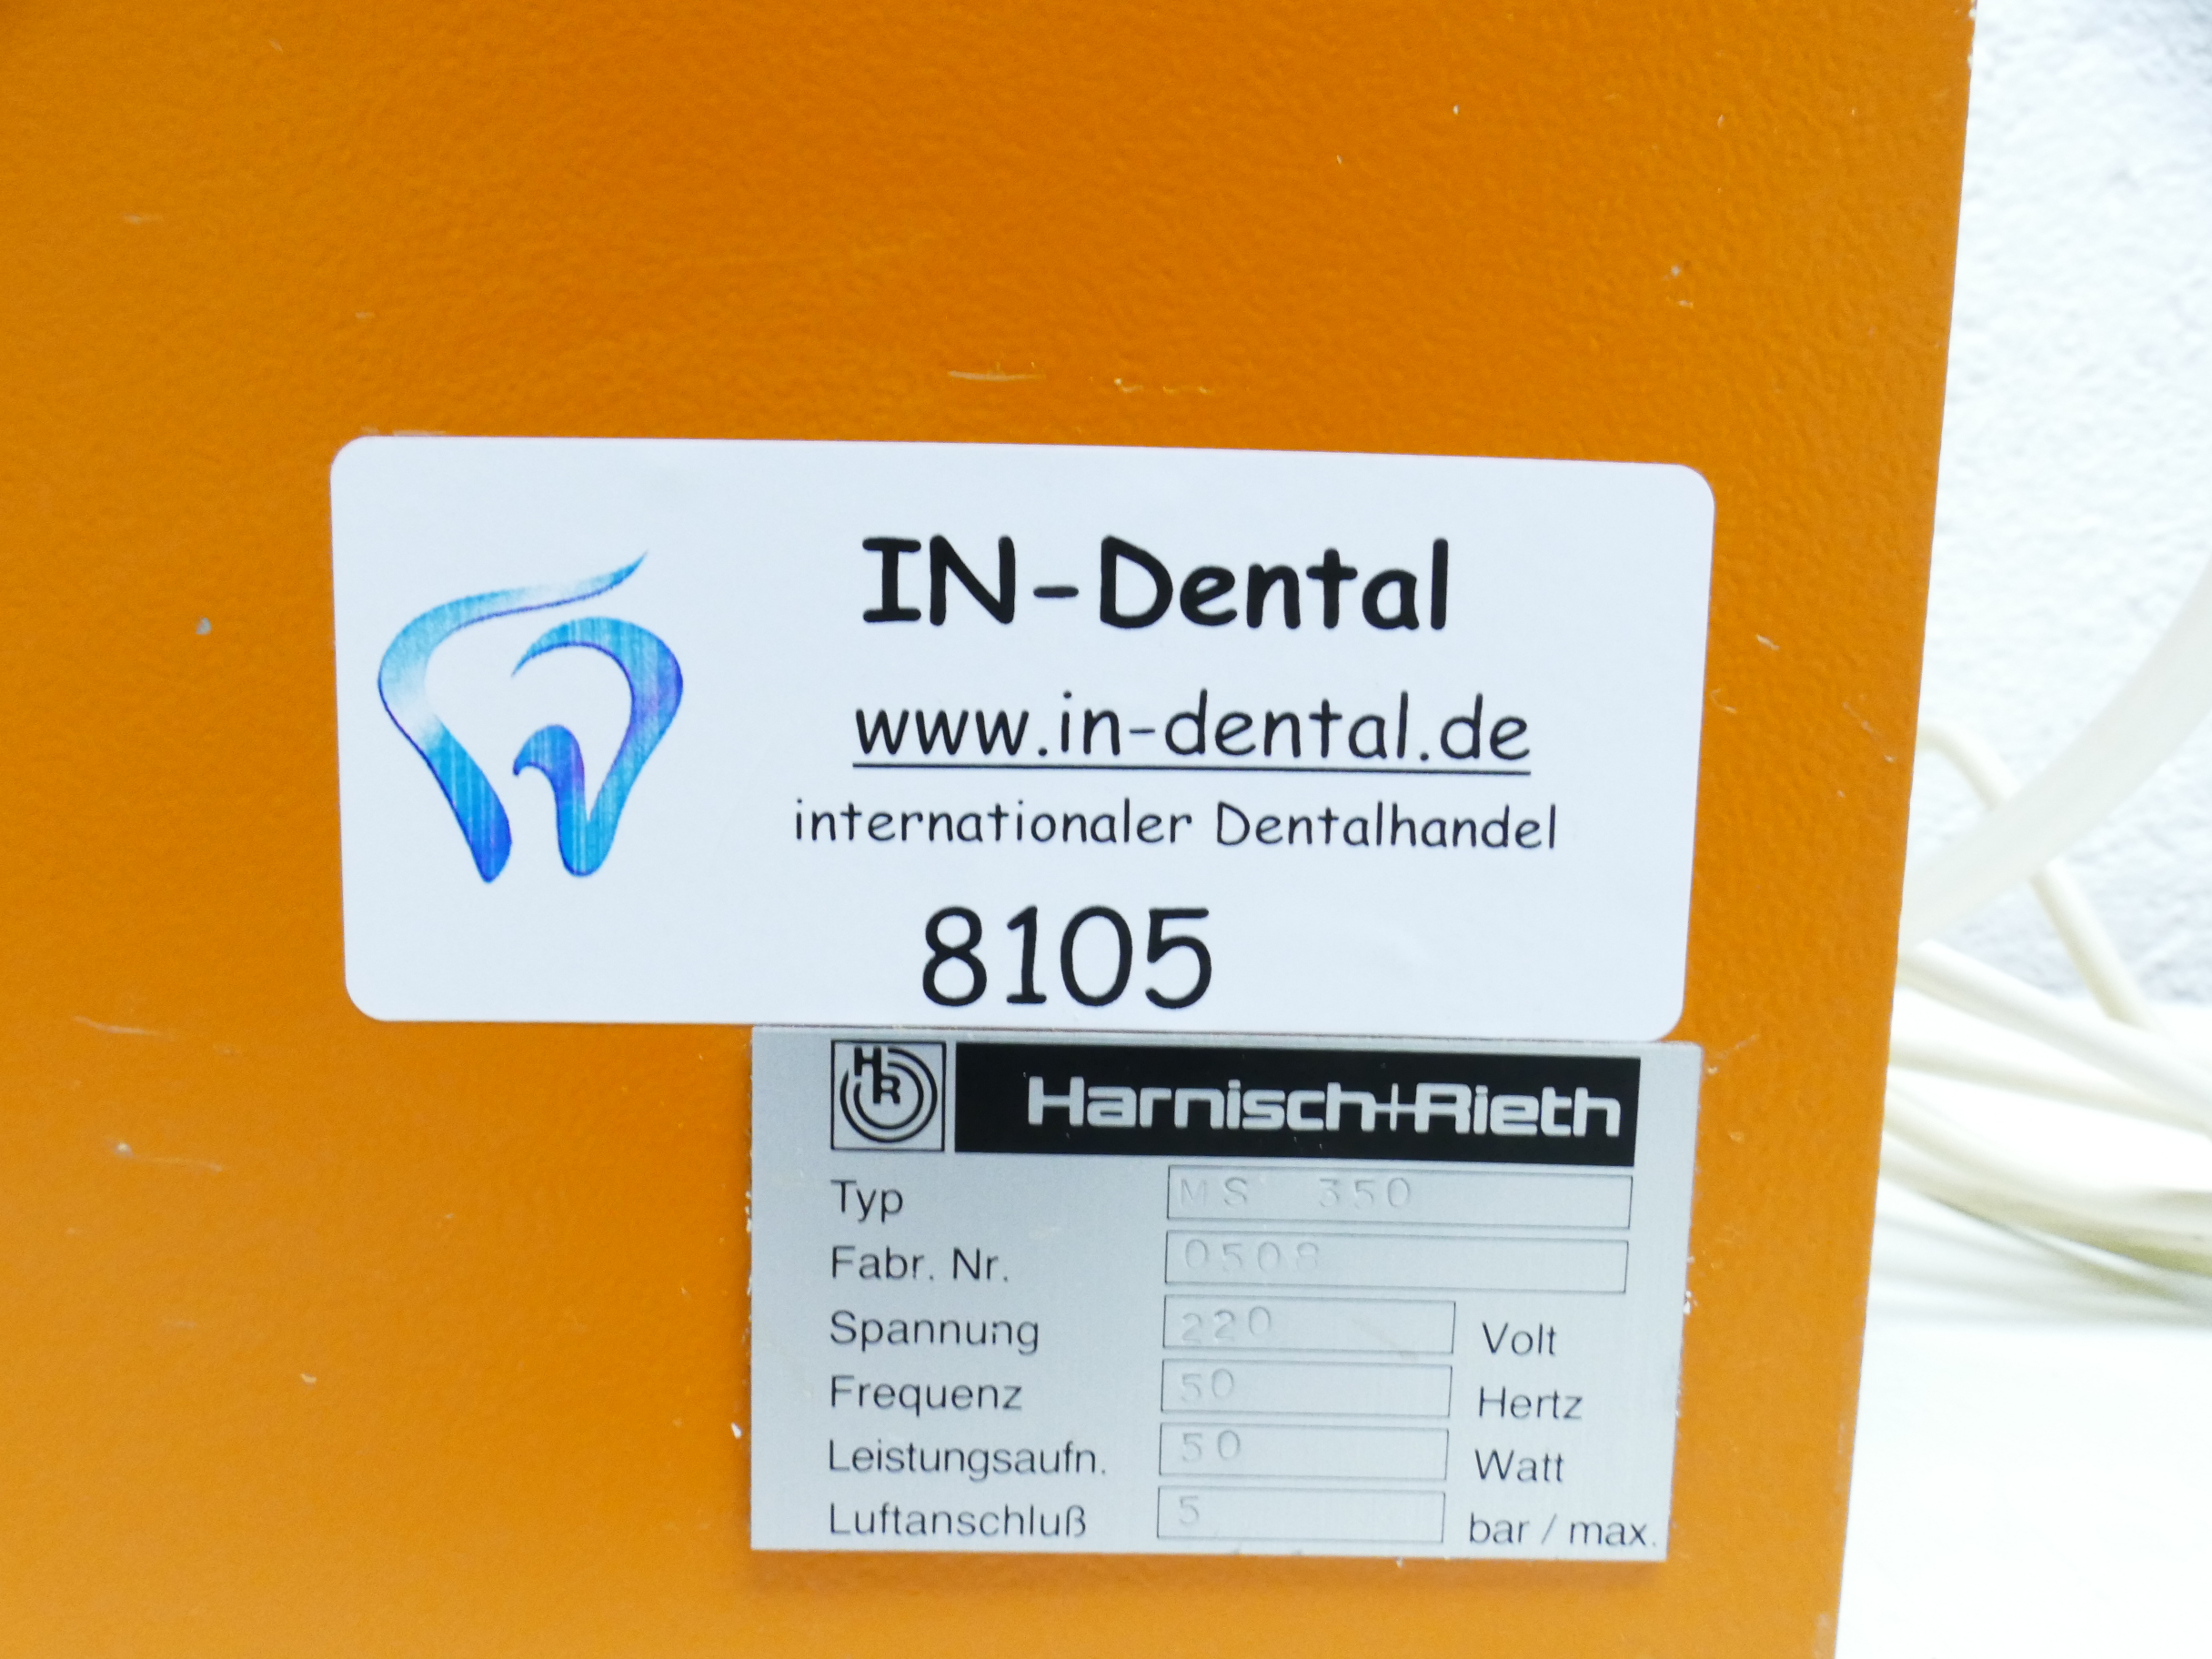 IN-Dental
www.in-dental.de
internationaler Dentalhandel
8105
HR Harnisch+Rieth
Typ MS 350
Fabr. Nr. 0508
Spannung 220 Volt
Frequenz 50 Hertz
Leistungsaufn. 50 Watt
Luftanschluß 5 bar / max.